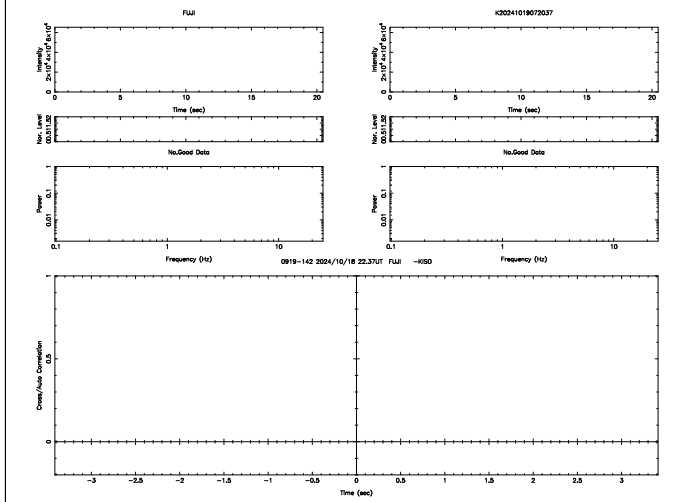 FUJI
K20241019072037
Intensity
2×10⁴ 4×10⁴ 6×10⁴
0 5 10 15 20
Time (sec)
Intensity
2×10⁴ 4×10⁴ 6×10⁴
0 5 10 15 20
Time (sec)
Nor. Level
00.511.52
Nor. Level
00.511.52
No.Good Data
No.Good Data
Power
1
0.1
0.01
0.1 1 10
Frequency (Hz)
Power
1
0.1
0.01
0.1 1 10
Frequency (Hz)
0919-142 2024/10/18 22.37UT FUJI -KISO
Cross/Auto Correlation
1
0.5
0
-3 -2.5 -2 -1.5 -1 -0.5 0 0.5 1 1.5 2 2.5 3
Time (sec)